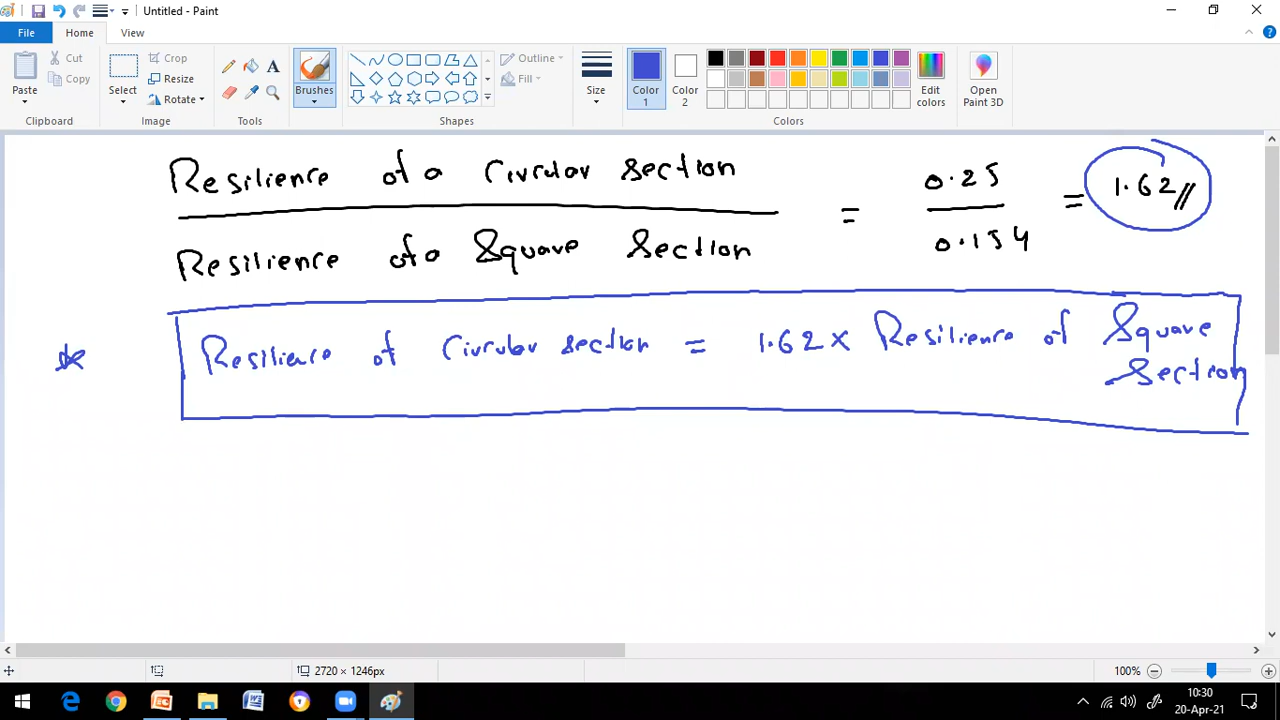 Untitled - Paint
File Home View
Paste Cut Copy Select Crop Resize Rotate Brushes Outline Fill Size Color 1 Color 2 Edit colors Open Paint 3D
Clipboard Image Tools Shapes Colors
Resilience of a Circular section
Resilience of a Square Section
= 0.25 / 0.154 = 1.62
Resilience of Circular section = 1.62 × Resilience of Square
Section
2720 × 1246px 100%
10:30
20-Apr-21